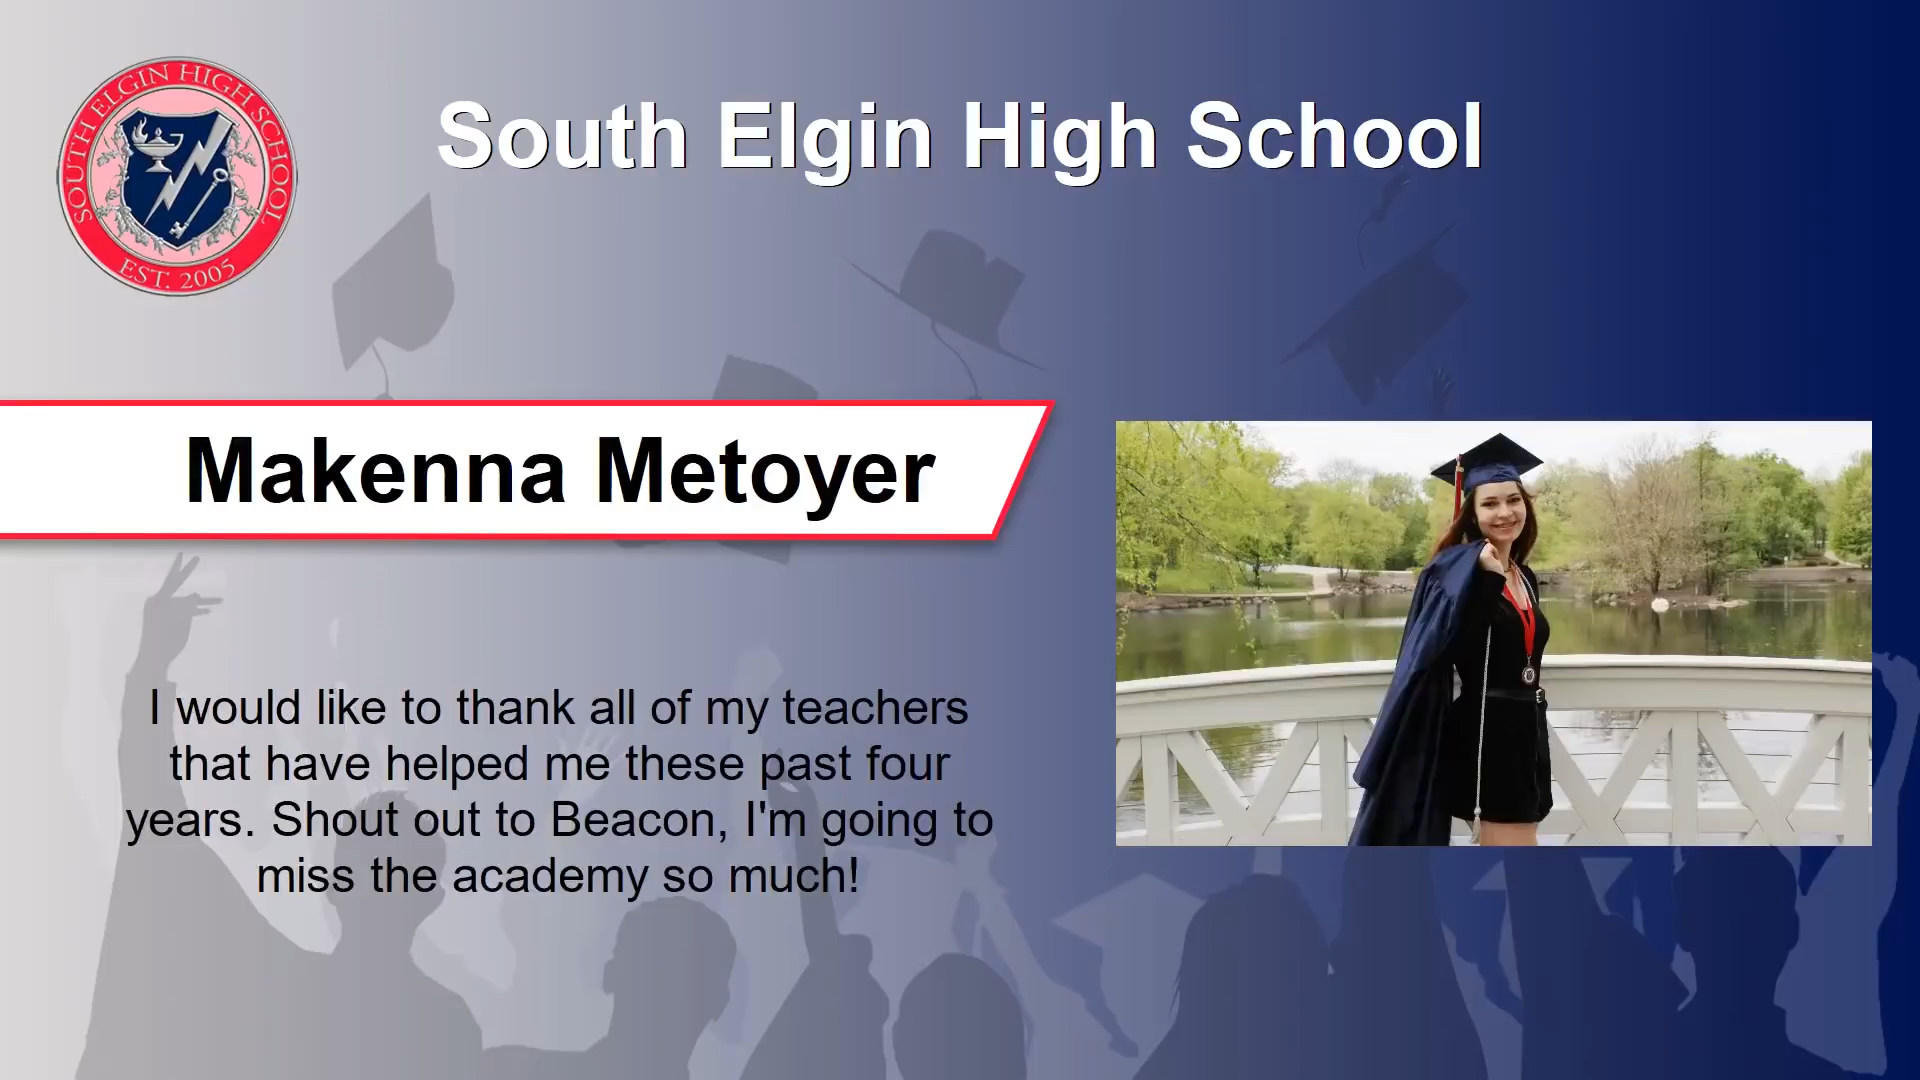 SOUTH ELGIN HIGH SCHOOL
EST. 2005
South Elgin High School
Makenna Metoyer
I would like to thank all of my teachers
that have helped me these past four
years. Shout out to Beacon, I'm going to
miss the academy so much!